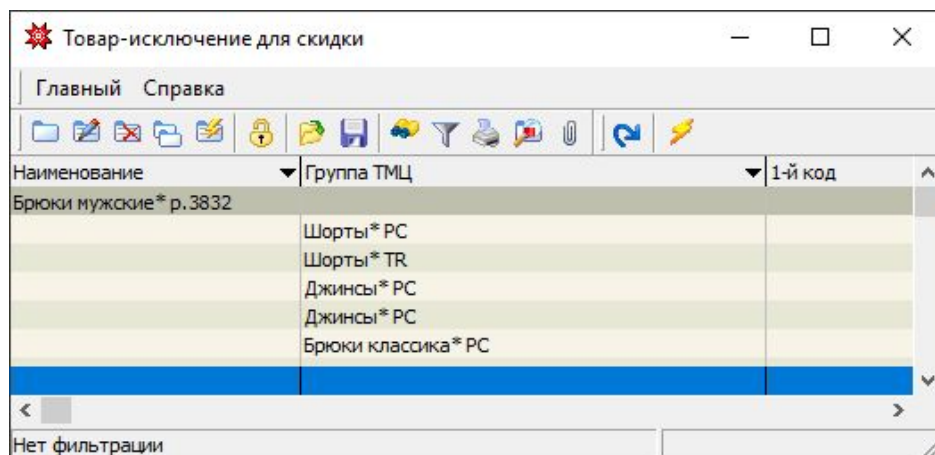 Товар-исключение для скидки
Главный Справка
Наименование Группа ТМЦ 1-й код
Брюки мужские* р.3832
Шорты* PC
Шорты* TR
Джинсы* PC
Джинсы* PC
Брюки классика* PC
Нет фильтрации